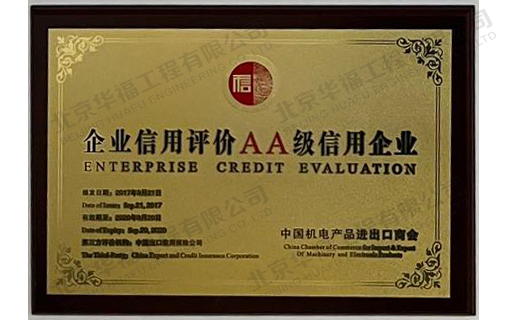 信
企业信用评价AA级信用企业
ENTERPRISE CREDIT EVALUATION
颁发日期：2017年9月21日
Date of Issue: Sep.21, 2017
有效期至：2020年9月20日
Date of Expiry: Sep.20, 2020
第三方评价机构：中国出口信用保险公司
The Third-Party: China Export and Credit Insurance Corporation
中国机电产品进出口商会
China Chamber of Commerce for Import & Export
Of Machinery and Electronic Products
北京华福工程有限公司